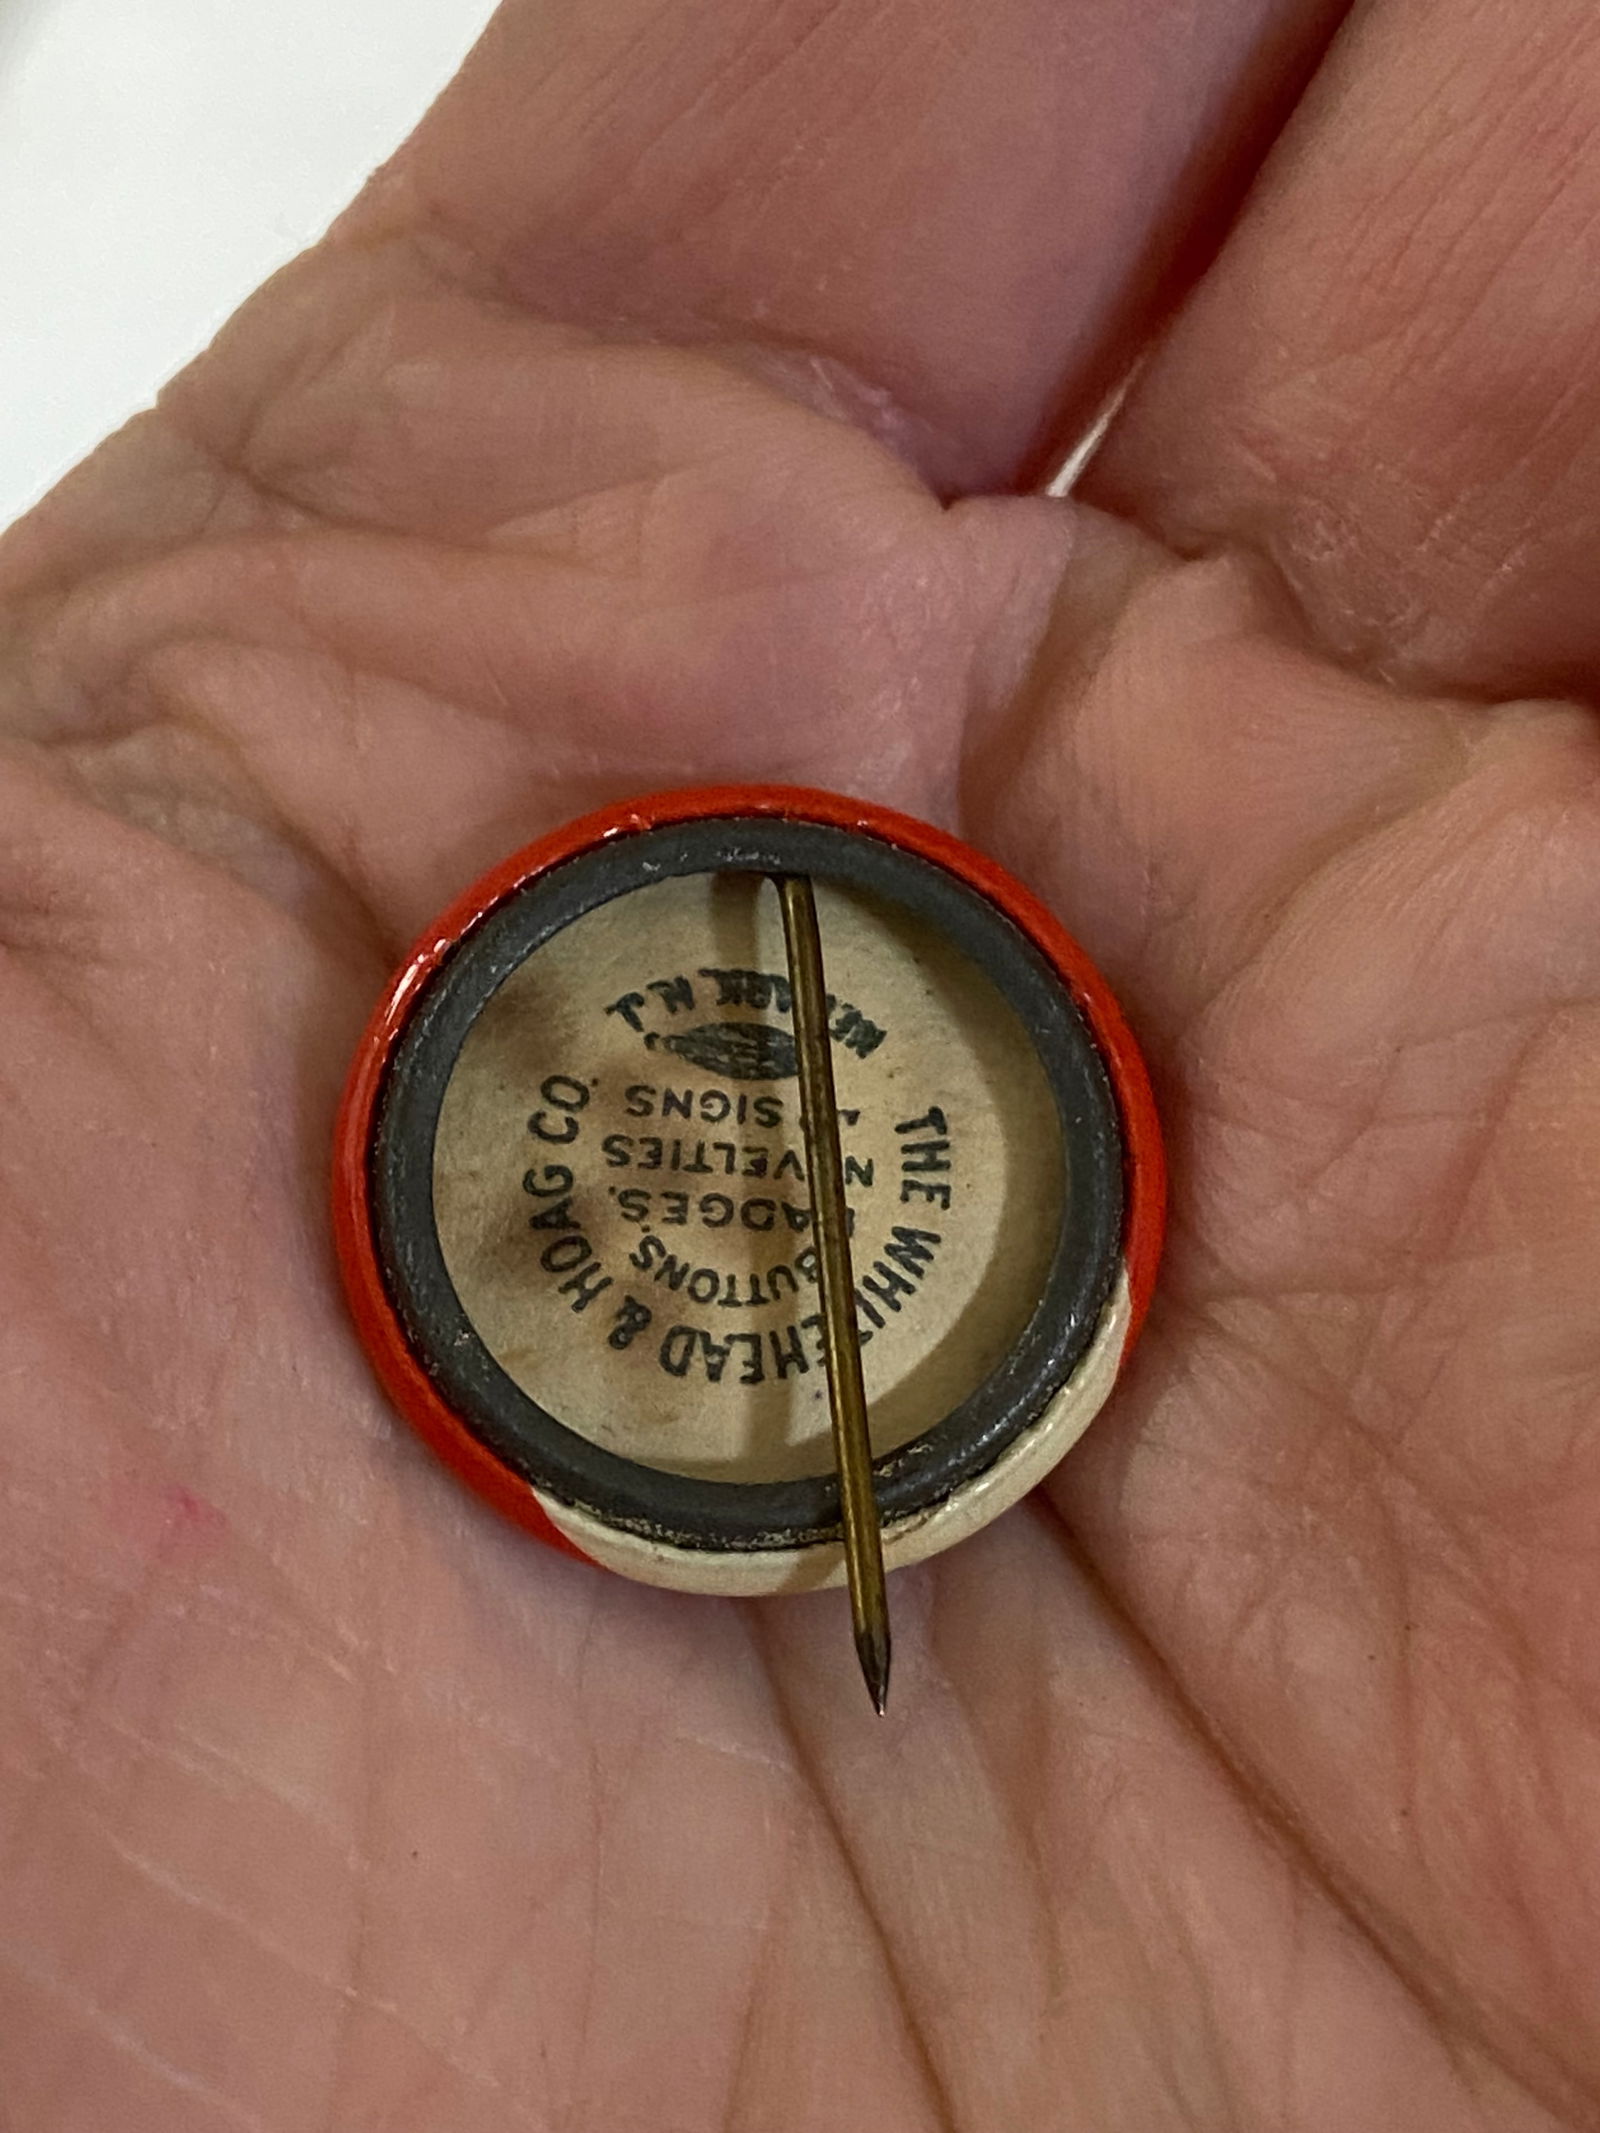 THE WHITEHEAD & HOAG CO.
BUTTONS,
BADGES,
NOVELTIES
SIGNS
NEWARK, N.J.